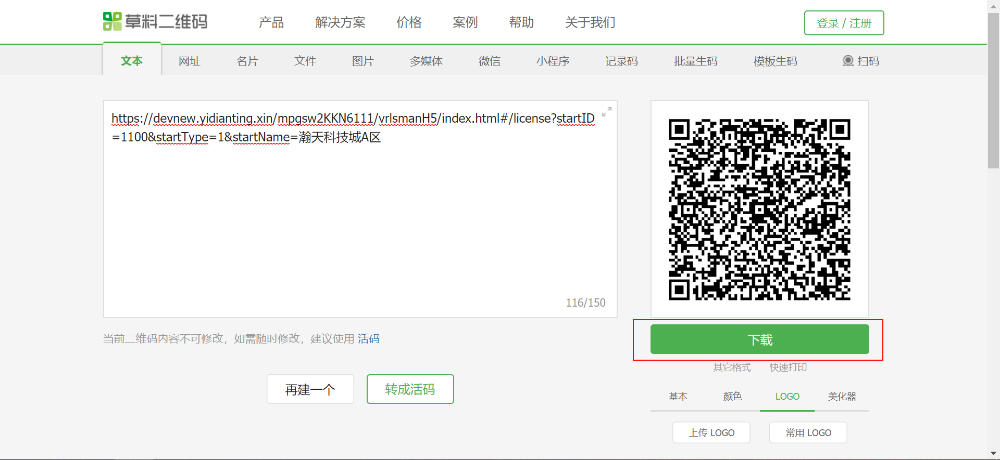 草料二维码
产品 解决方案 价格 案例 帮助 关于我们 登录 / 注册
文本 网址 名片 文件 图片 多媒体 微信 小程序 记录码 批量生码 模板生码 扫码
https://devnew.yidianting.xin/mpgsw2KKN6111/vrlsmanH5/index.html#/license?startID
=1100&startType=1&startName=瀚天科技城A区
116/150
当前二维码内容不可修改，如需随时修改，建议使用 活码
再建一个 转成活码
下载
其它格式 快速打印
基本 颜色 LOGO 美化器
上传 LOGO 常用 LOGO